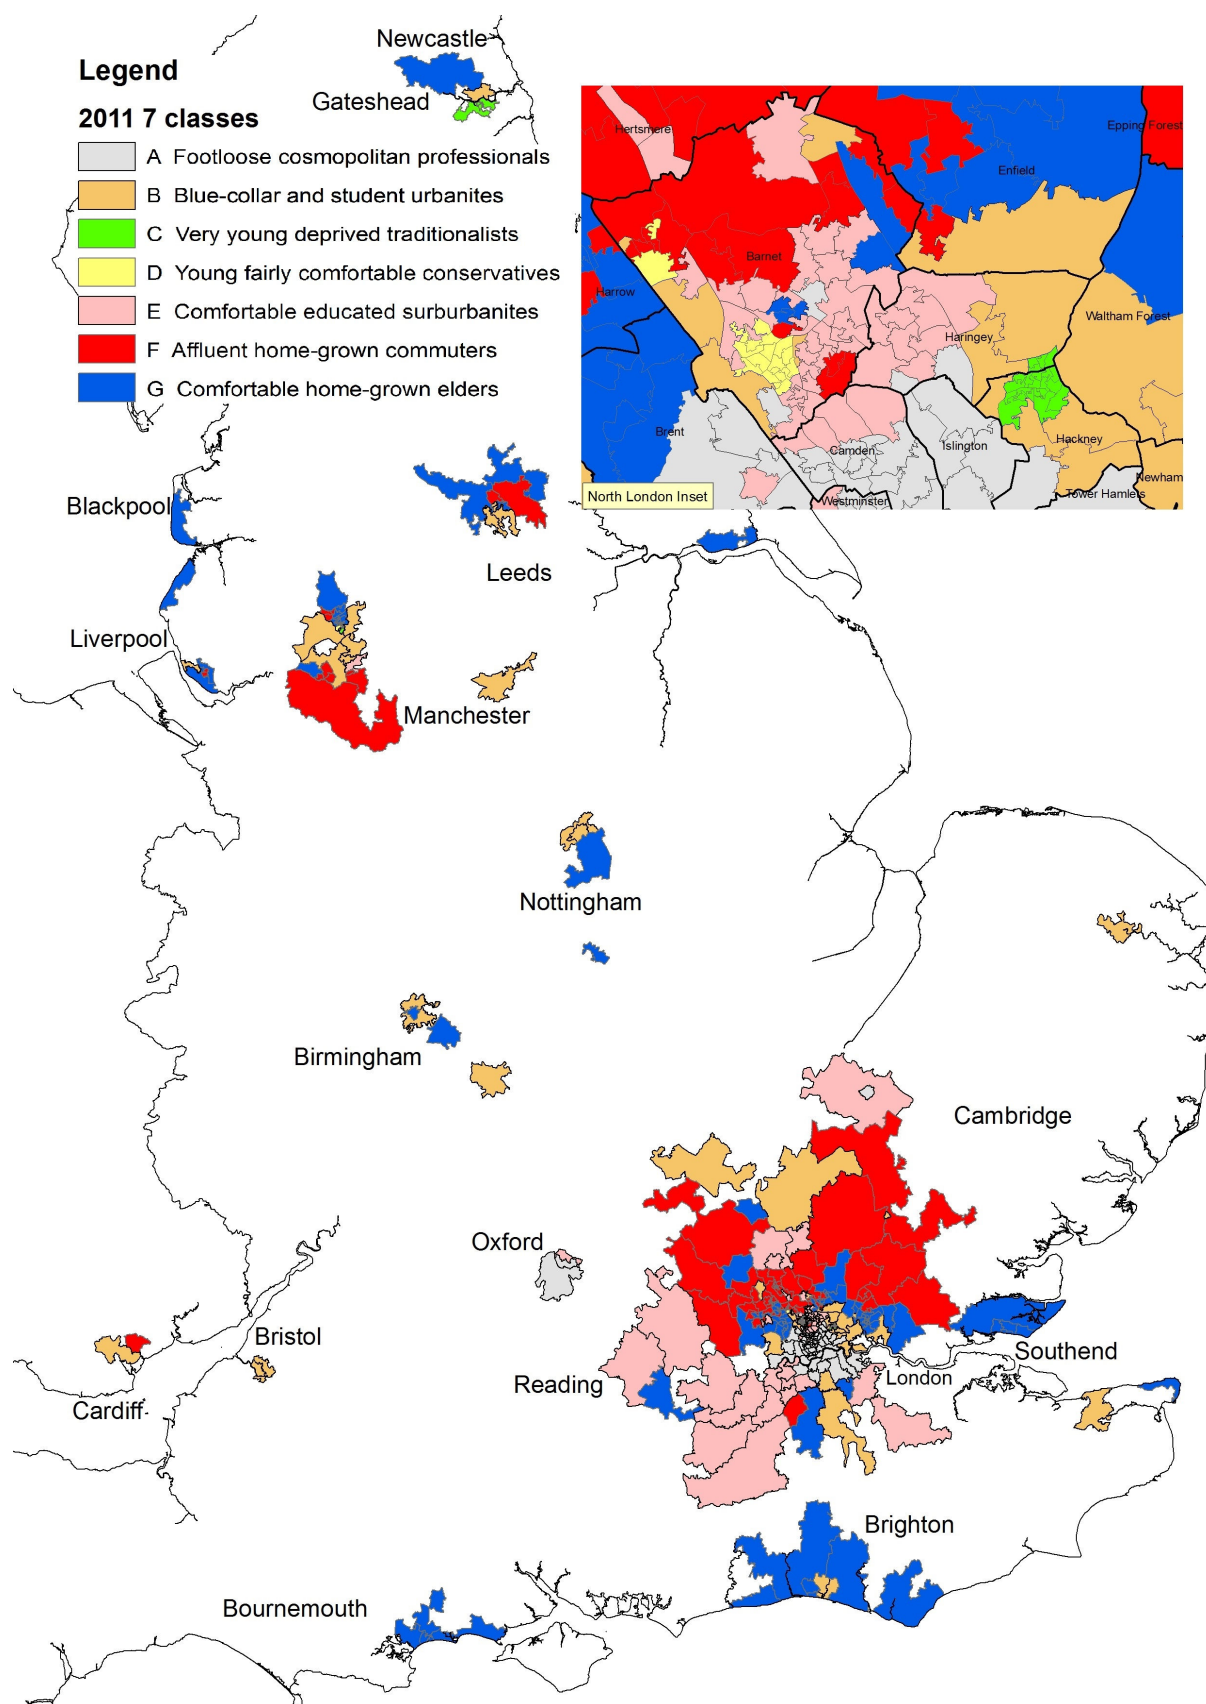 Newcastle
Legend
Gateshead
2011 7 classes
A Footloose cosmopolitan professionals
B Blue-collar and student urbanites
C Very young deprived traditionalists
D Young fairly comfortable conservatives
E Comfortable educated surburbanites
F Affluent home-grown commuters
G Comfortable home-grown elders
Hertsmere
Epping Forest
Enfield
Barnet
Harrow
Waltham Forest
Haringey
Brent
Camden
Islington
Hackney
Newham
Tower Hamlets
Westminster
North London Inset
Blackpool
Leeds
Liverpool
Manchester
Nottingham
Birmingham
Cambridge
Oxford
Bristol
Southend
London
Reading
Cardiff
Brighton
Bournemouth